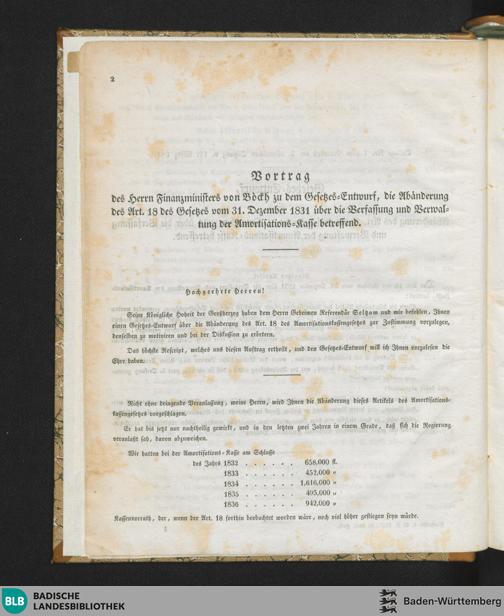 2
Vortrag
des Herrn Finanzministers von Böckh zu dem Gesetzes-Entwurf, die Abänderung
des Art. 18 des Gesetzes vom 31. Dezember 1831 über die Verfassung und Verwal-
tung der Amortisations-Kasse betreffend.
Hochgeehrte Herren!
Seine Königliche Hoheit der Großherzog haben dem Herrn Geheimen Referendär Goltz und mir befohlen, Ihnen
einen Gesetzes-Entwurf über die Abänderung des Art. 18 des Amortisationskassengesetzes zur Zustimmung vorzulegen,
denselben zu motiviren und bei der Diskussion zu erörtern.
Das höchste Rescript, welches uns diesen Auftrag ertheilt, und den Gesetzes-Entwurf will ich Ihnen vorzulesen die
Ehre haben.
Nicht ohne dringende Veranlassung, meine Herren, wird Ihnen die Abänderung dieses Artikels des Amortisations-
kassengesetzes vorgeschlagen.
Er hat bis jetzt nur nachtheilig gewirkt, und in den letzten zwei Jahren in einem Grade, daß sich die Regierung
veranlaßt sah, davon abzuweichen.
Wir hatten bei der Amortisations-Kasse am Schlusse
des Jahrs 1832 . . . . . . 658,000 fl.
1833 . . . . . . 452,000 "
1834 . . . . . . 1,616,000 "
1835 . . . . . . 495,000 "
1836 . . . . . . 942,000 "
Kassenvorrath, der, wenn der Art. 18 forthin beobachtet worden wäre, noch viel höher gestiegen seyn würde.
BLB BADISCHE
LANDESBIBLIOTHEK
Baden-Württemberg